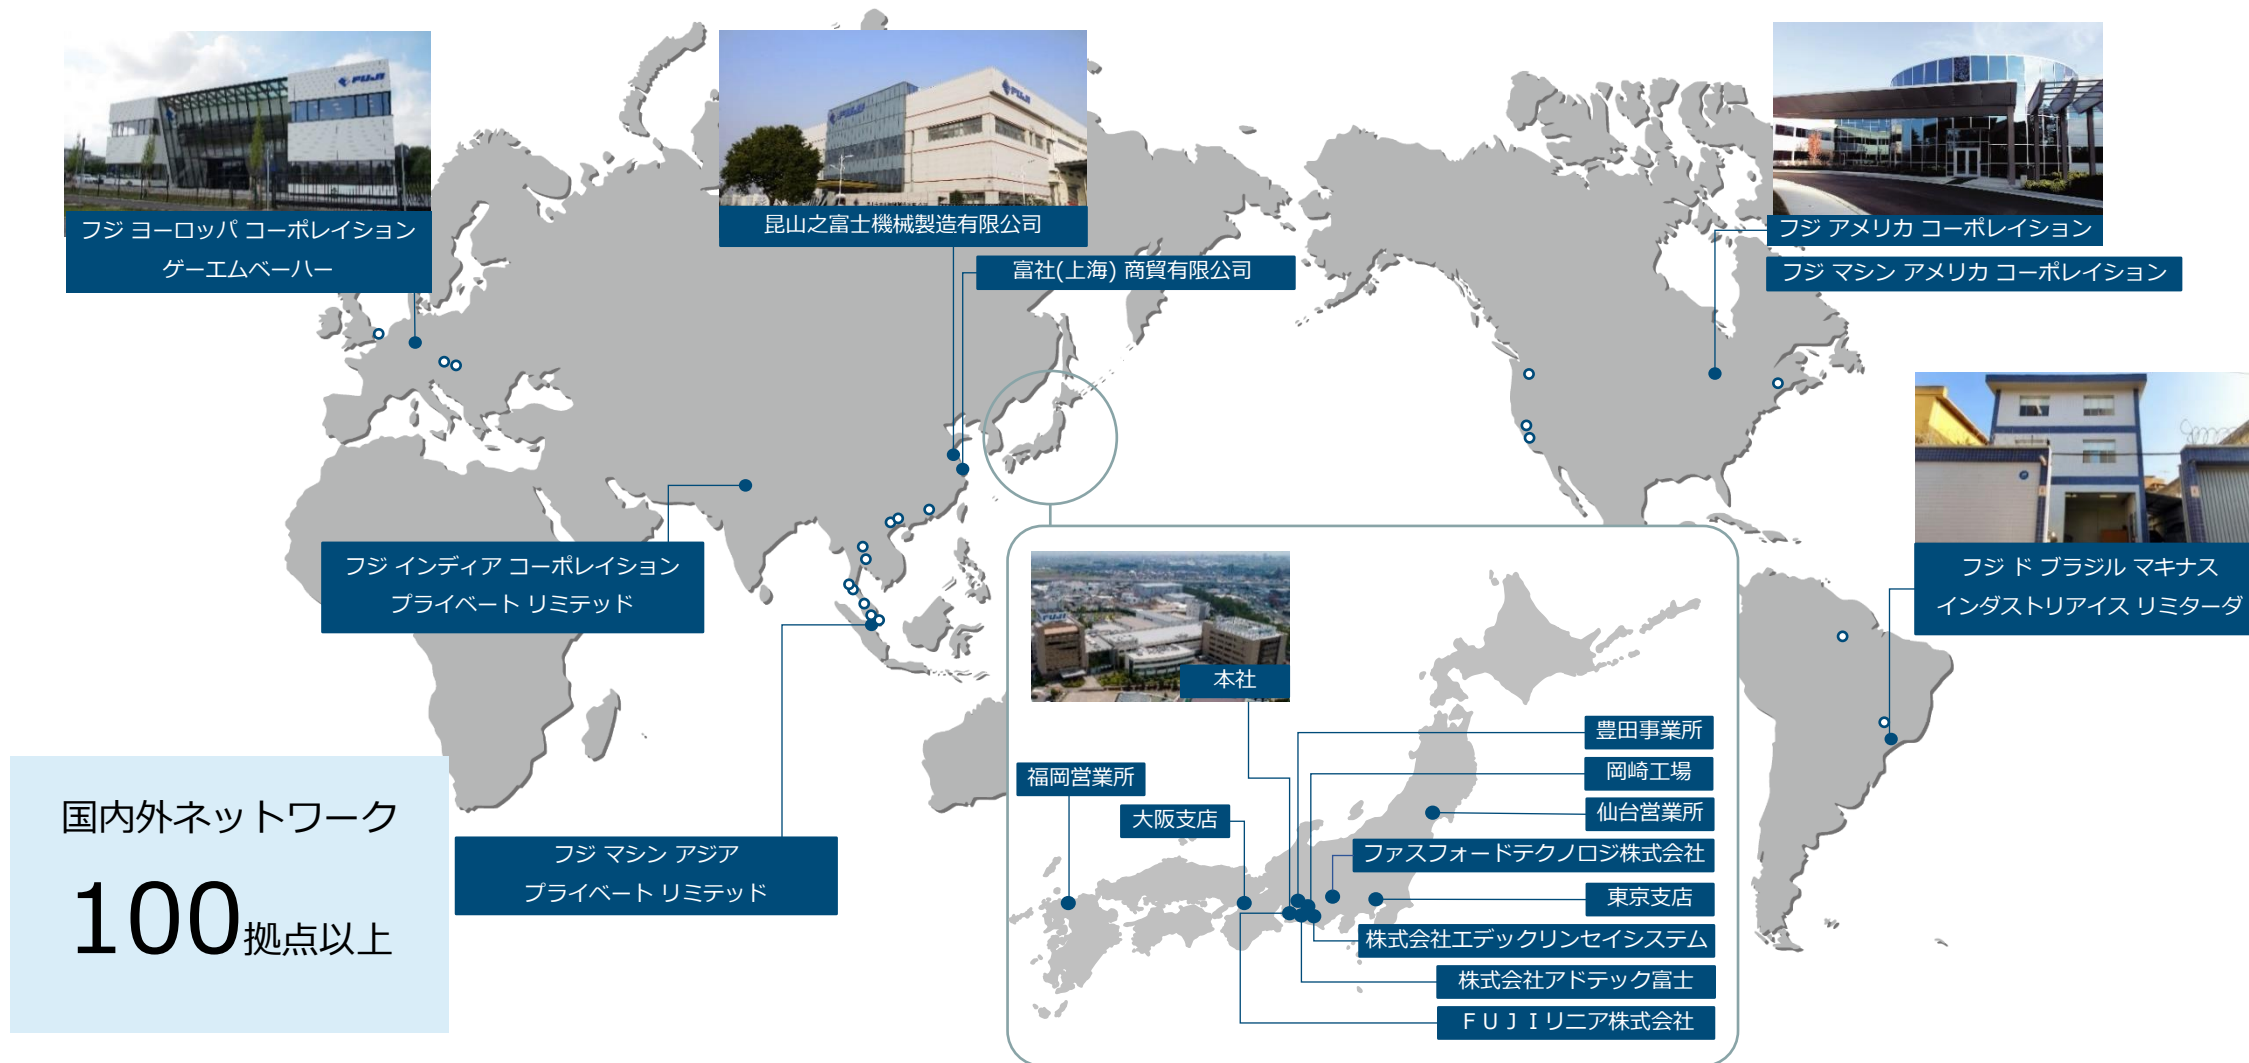 FUJI
フジ ヨーロッパ コーポレイション
ゲーエムベーハー
FUJI
FUJI
昆山之富士機械製造有限公司
富社(上海) 商貿有限公司
フジ アメリカ コーポレイション
フジ マシン アメリカ コーポレイション
フジ インディア コーポレイション
プライベート リミテッド
フジ ド ブラジル マキナス
インダストリアイス リミターダ
フジ マシン アジア
プライベート リミテッド
国内外ネットワーク
100拠点以上
FUJI
本社
福岡営業所
大阪支店
豊田事業所
岡崎工場
仙台営業所
ファスフォードテクノロジ株式会社
東京支店
株式会社エデックリンセイシステム
株式会社アドテック富士
ＦＵＪＩリニア株式会社